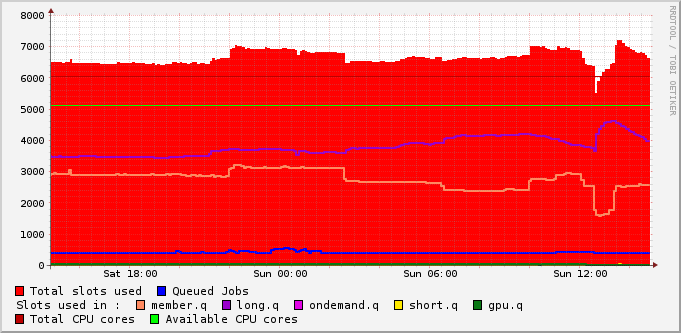 RRDTOOL / TOBI OETIKER
8000
7000
6000
5000
4000
3000
2000
1000
0
Sat 18:00 Sun 00:00 Sun 06:00 Sun 12:00
Total slots used Queued Jobs
Slots used in : member.q long.q ondemand.q short.q gpu.q
Total CPU cores Available CPU cores